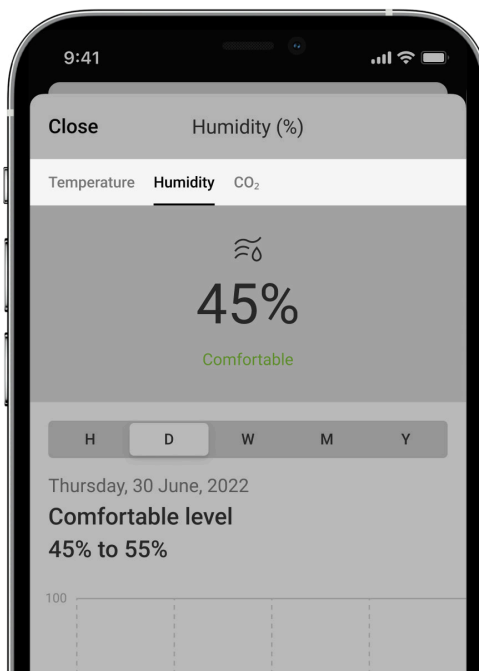 9:41
Close Humidity (%)
Temperature Humidity CO₂
45%
Comfortable
H D W M Y
Thursday, 30 June, 2022
Comfortable level
45% to 55%
100